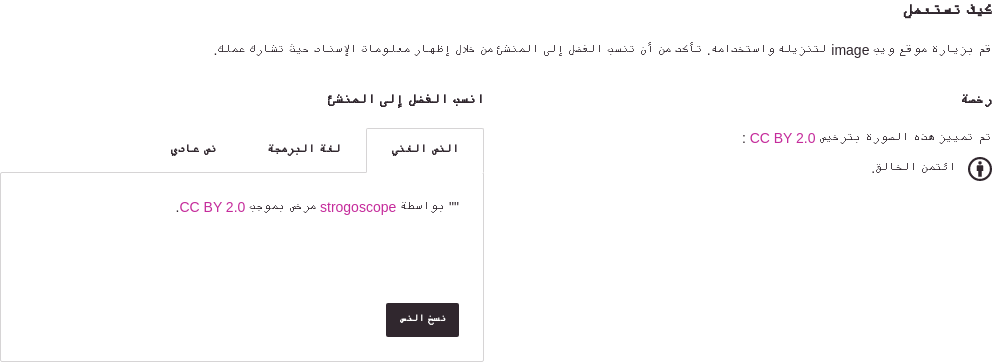 كيف تستعمل
قم بزيارة موقع ويب image لتنزيله واستخدامه. تأكد من أن تنسب الفضل إلى المنشئ من خلال إظهار معلومات الإسناد حيث تشارك عملك.
رخصة
تم تمييز هذه الصورة بترخيص CC BY 2.0 :
ائتمن الخالق.
انسب الفضل إلى المنشئ
النص الغني
لغة البرمجة
نص عادي
"" بواسطة strogoscope مرخص بموجب CC BY 2.0.
نسخ النص